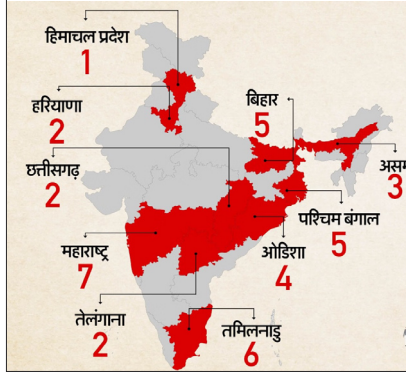 हिमाचल प्रदेश
1
हरियाणा
2
बिहार
5
छत्तीसगढ़
2
असम
3
पश्चिम बंगाल
5
महाराष्ट्र
7
ओडिशा
4
तेलंगाना
2
तमिलनाडु
6